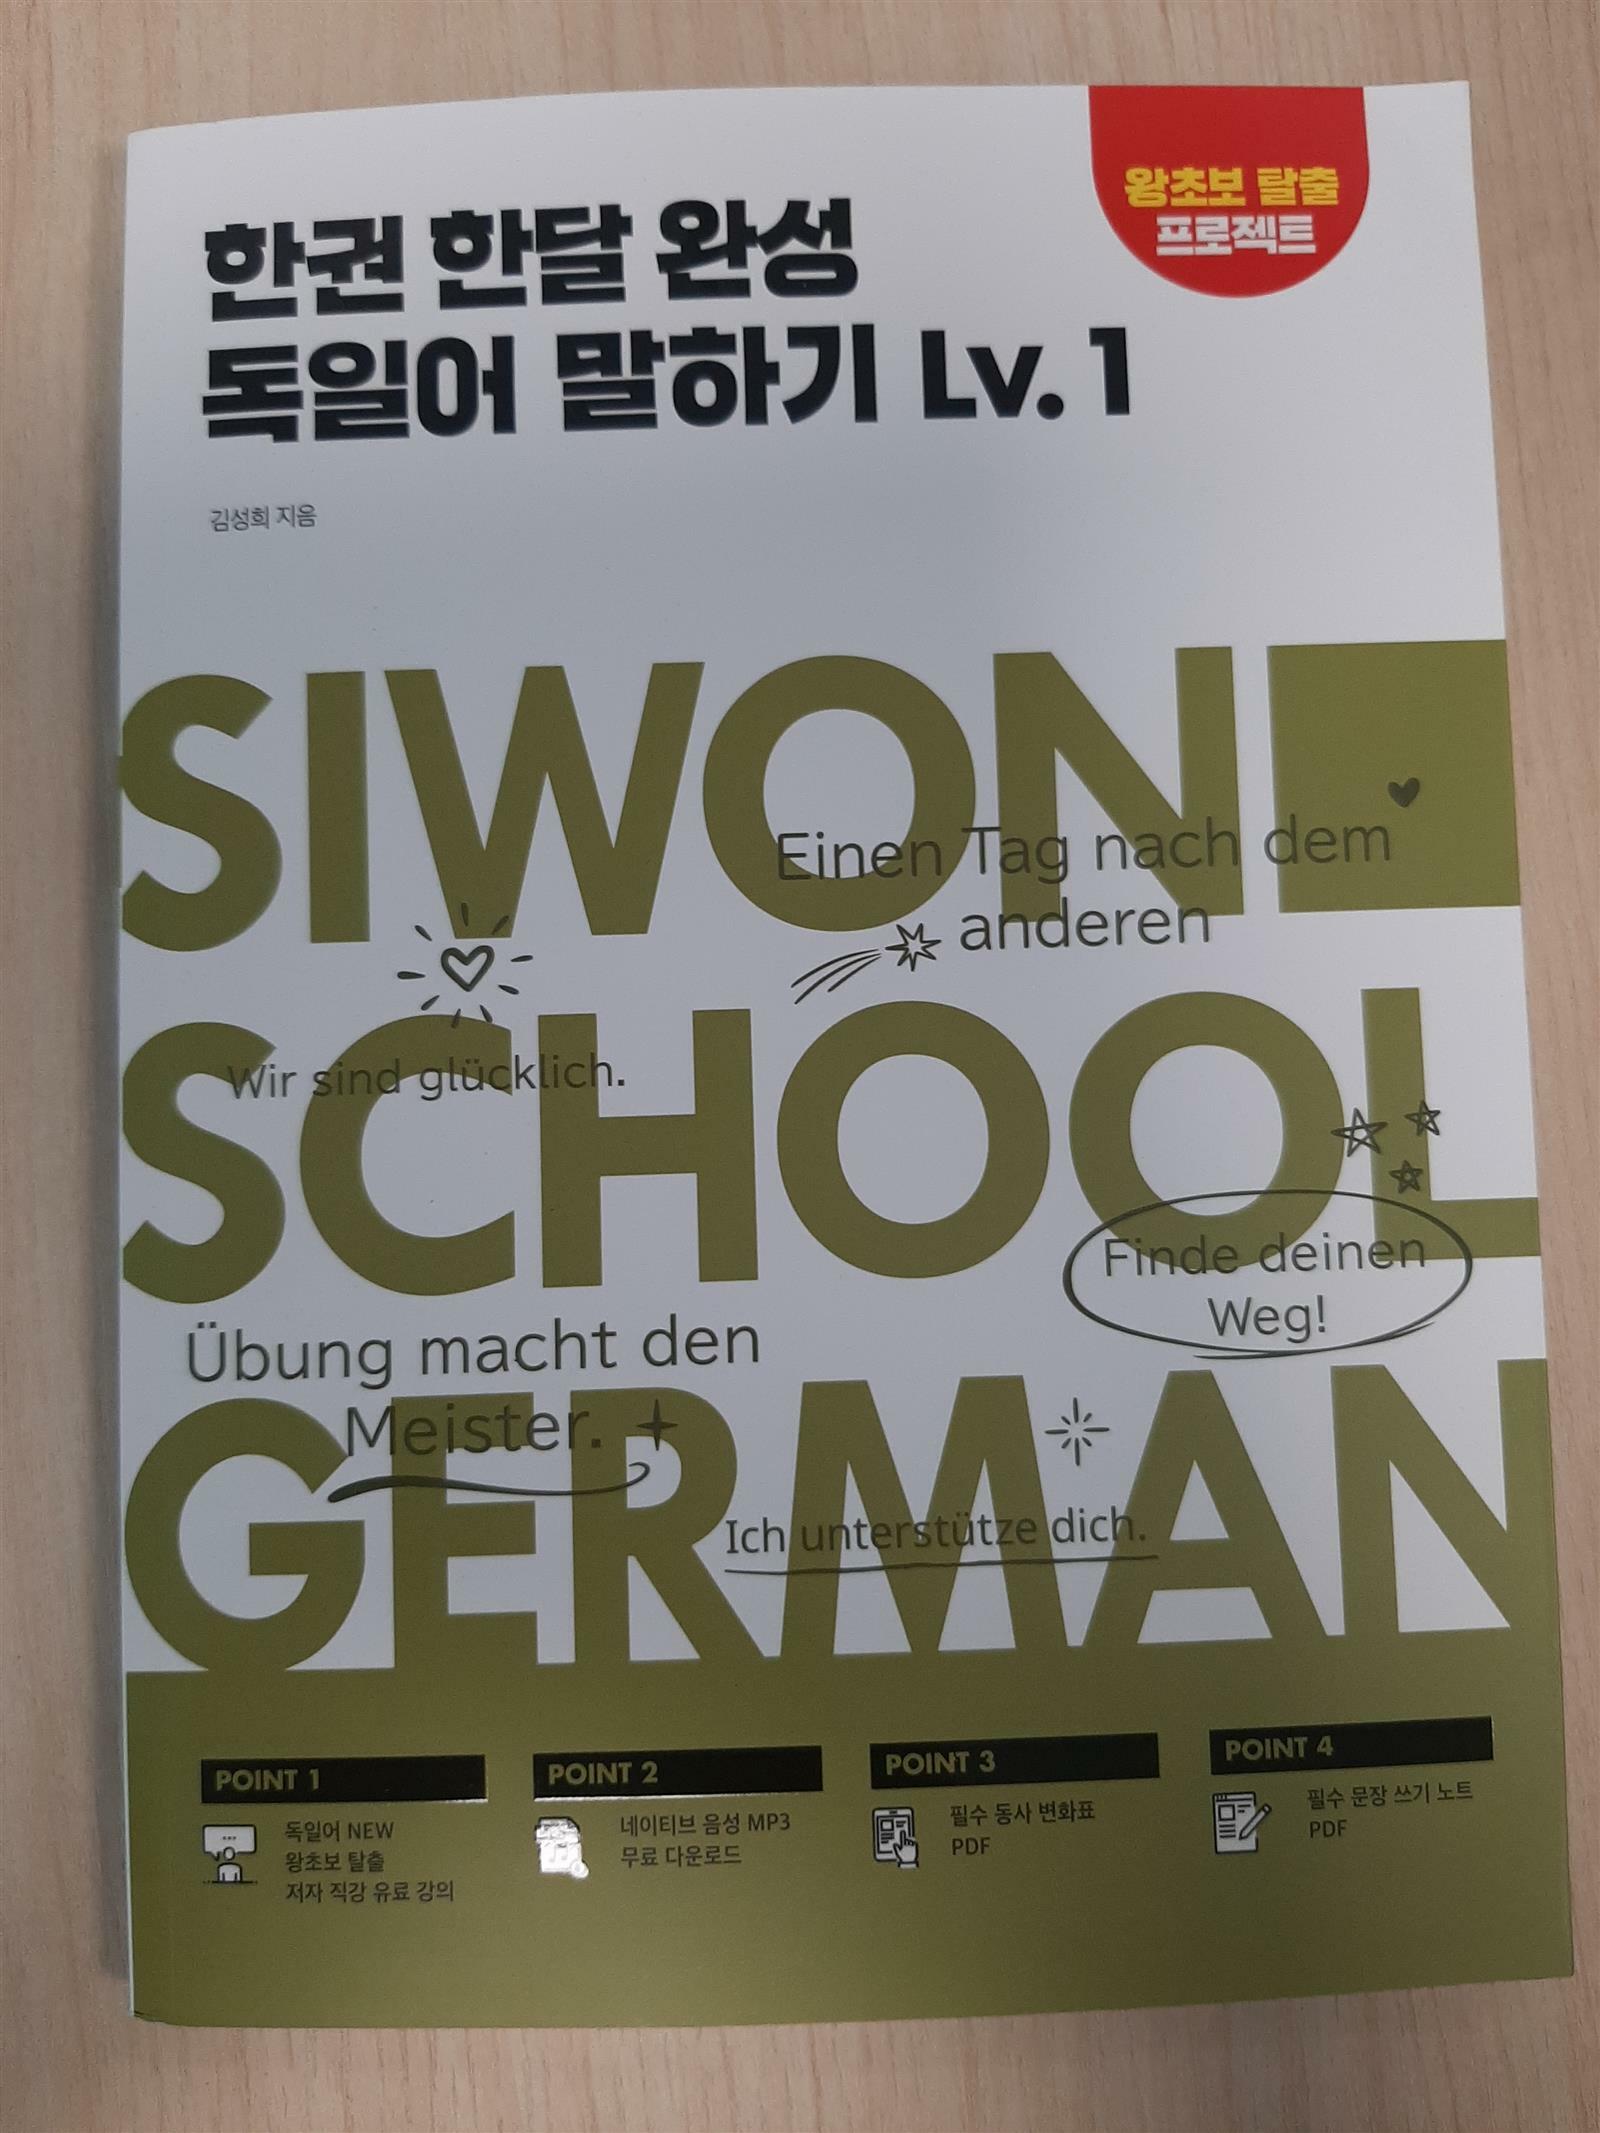 왕초보 탈출
프로젝트
한권 한달 완성
독일어 말하기 Lv. 1
김성희 지음
SIWON
Einen Tag nach dem
anderen
SCHOOL
Wir sind glücklich.
Finde deinen
Weg!
Übung macht den
Meister.
GERMAN
Ich unterstütze dich.
POINT 1
독일어 NEW
왕초보 탈출
저자 직강 유료 강의
POINT 2
네이티브 음성 MP3
무료 다운로드
POINT 3
필수 동사 변화표
PDF
POINT 4
필수 문장 쓰기 노트
PDF